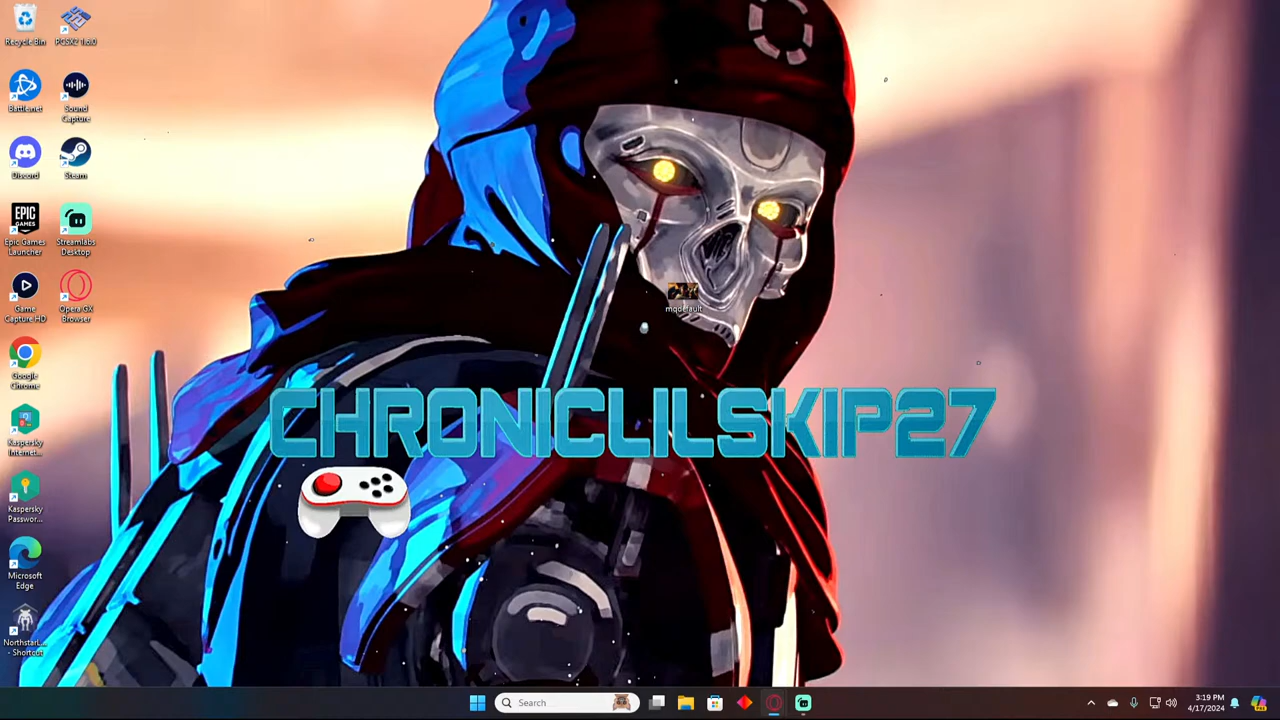 Recycle Bin
PCSX2 1.6.0
Battle.net
Sound
Capture
Discord
Steam
EPIC
GAMES
Epic Games
Launcher
Streamlabs
Desktop
Game
Capture HD
Opera GX
Browser
mqdefault
Google
Chrome
CHRONICLILSKIP27
Kaspersky
Internet...
Kaspersky
Passwor...
Microsoft
Edge
NorthstarL...
- Shortcut
Search
3:19 PM
4/17/2024